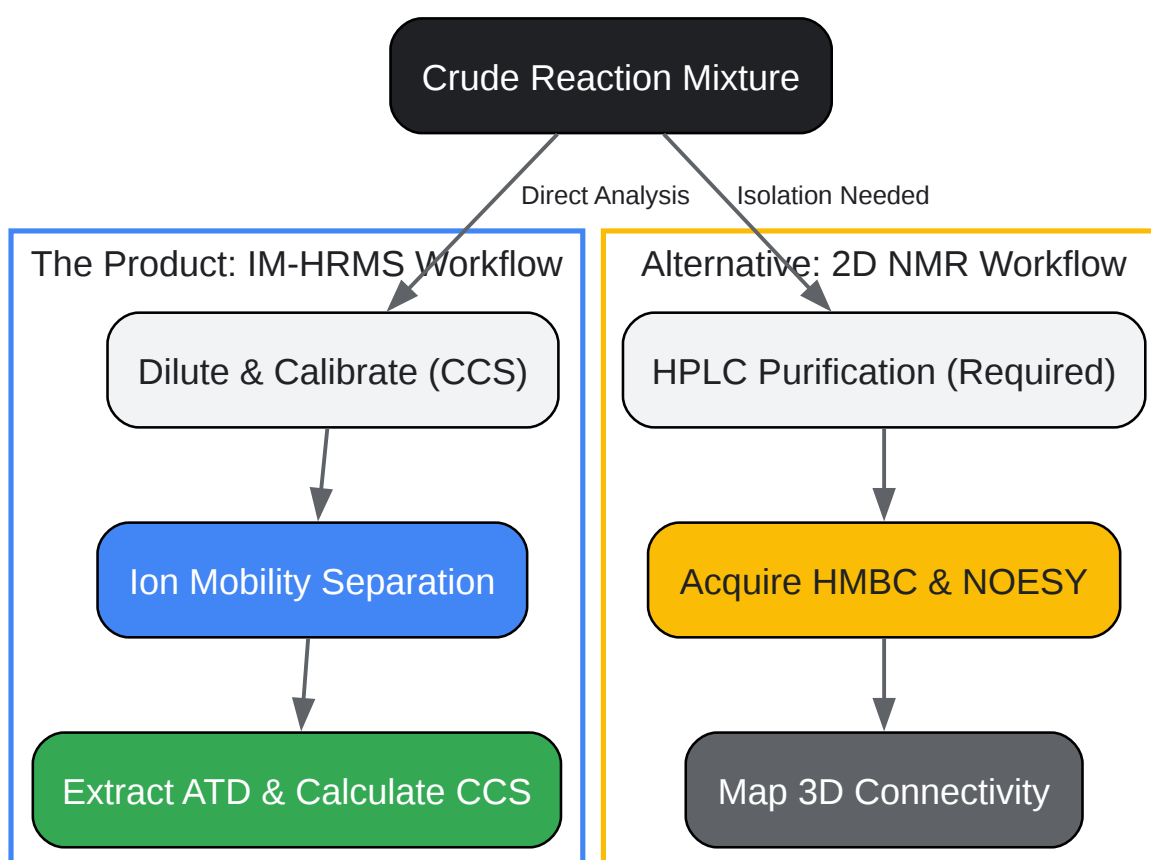 Crude Reaction Mixture
Direct Analysis
Isolation Needed
The Product: IM-HRMS Workflow
Alternative: 2D NMR Workflow
Dilute & Calibrate (CCS)
HPLC Purification (Required)
Ion Mobility Separation
Acquire HMBC & NOESY
Extract ATD & Calculate CCS
Map 3D Connectivity